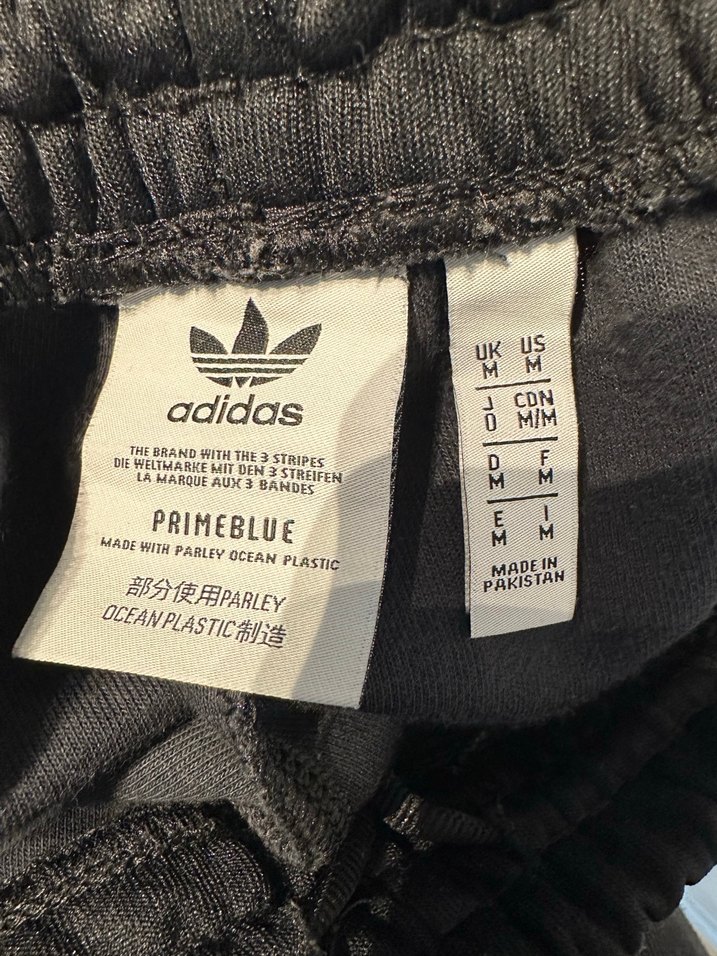 adidas
THE BRAND WITH THE 3 STRIPES
DIE WELTMARKE MIT DEN 3 STREIFEN
LA MARQUE AUX 3 BANDES
PRIMEBLUE
MADE WITH PARLEY OCEAN PLASTIC
部分使用PARLEY
OCEAN PLASTIC制造
UK US
M M
J CDN
O M/M
D F
M M
E I
M M
MADE IN
PAKISTAN